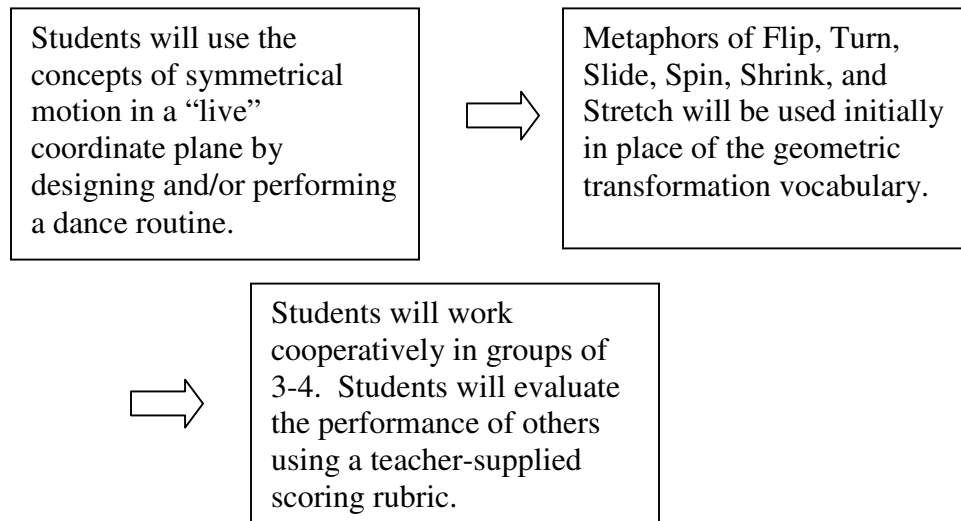 Students will use the
concepts of symmetrical
motion in a “live”
coordinate plane by
designing and/or performing
a dance routine.
Metaphors of Flip, Turn,
Slide, Spin, Shrink, and
Stretch will be used initially
in place of the geometric
transformation vocabulary.
Students will work
cooperatively in groups of
3-4.  Students will evaluate
the performance of others
using a teacher-supplied
scoring rubric.